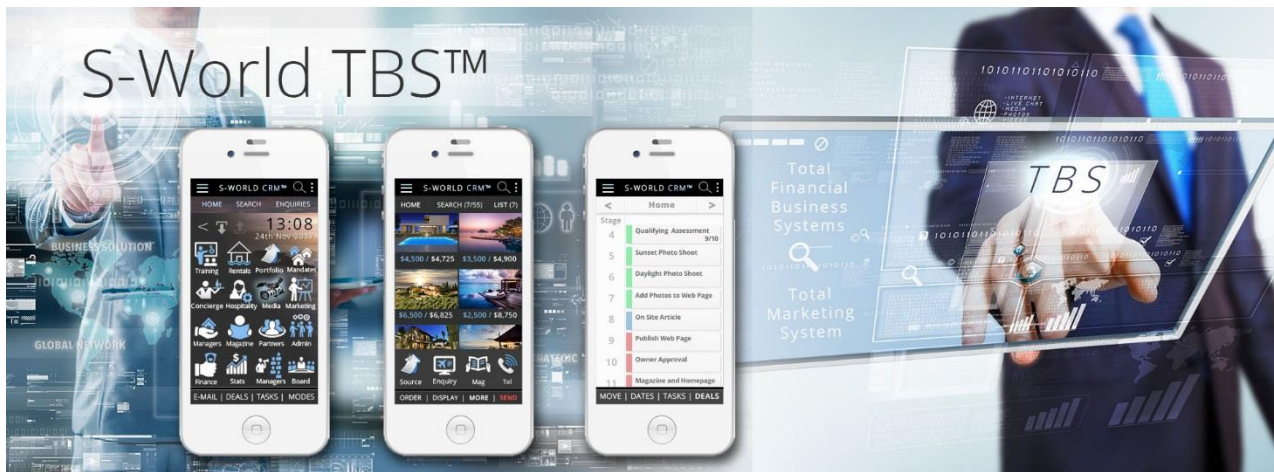 S-World TBS™
S-WORLD CRM™
HOME SEARCH ENQUIRIES
13:08
24th Nov
Training Rentals Portfolio Mandates
Concierge Hospitality Media Marketing
Managers Magazine Partners Admin
Finance Stats Managers Board
E-MAIL | DEALS | TASKS | MODES
S-WORLD CRM™
HOME SEARCH (7/55) LIST (7)
$4,500 / $4,725 $3,500 / $4,900
$6,500 / $6,825 $2,500 / $8,750
Source Enquiry Mag Tel
ORDER | DISPLAY | MORE | SEND
S-WORLD CRM™
< Home >
Stage
4 Qualifying Assessment
9/10
5 Sunset Photo Shoot
6 Daylight Photo Shoot
7 Add Photos to Web Page
8 On Site Article
9 Publish Web Page
10 Owner Approval
11 Magazine and Homepage
MOVE | DATES | TASKS | DEALS
BUSINESS SOLUTION
GLOBAL NETWORK
Total
Financial
Business
Systems
Total
Marketing
System
1010110110101010110
-INTERNET
-LIVE CHAT
-MEDIA
-PHOTOS
TBS